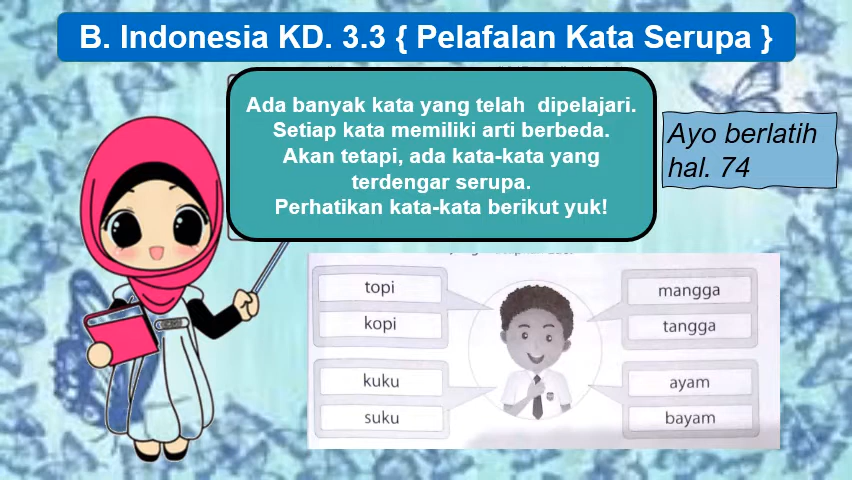 B. Indonesia KD. 3.3 { Pelafalan Kata Serupa }
Ada banyak kata yang telah dipelajari.
Setiap kata memiliki arti berbeda.
Akan tetapi, ada kata-kata yang
terdengar serupa.
Perhatikan kata-kata berikut yuk!
Ayo berlatih
hal. 74
topi
kopi
kuku
suku
mangga
tangga
ayam
bayam